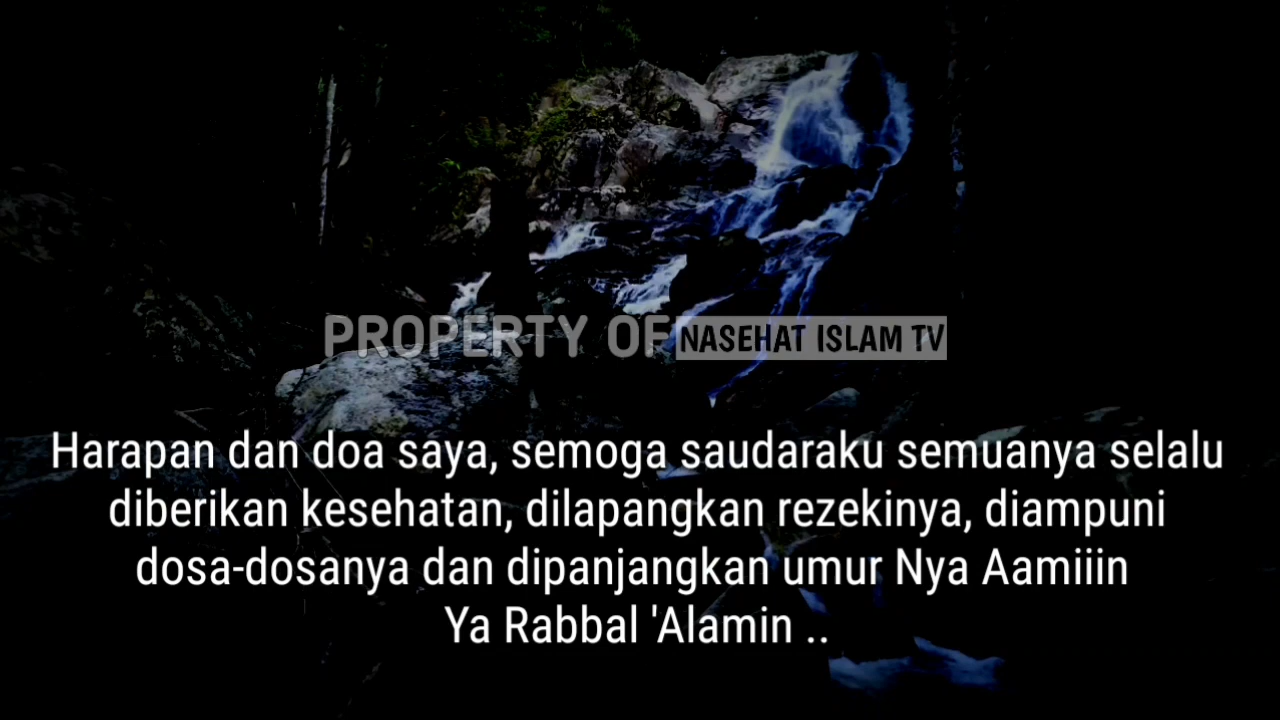 PROPERTY OF NASEHAT ISLAM TV
Harapan dan doa saya, semoga saudaraku semuanya selalu
diberikan kesehatan, dilapangkan rezekinya, diampuni
dosa-dosanya dan dipanjangkan umur Nya Aamiiin
Ya Rabbal 'Alamin ..